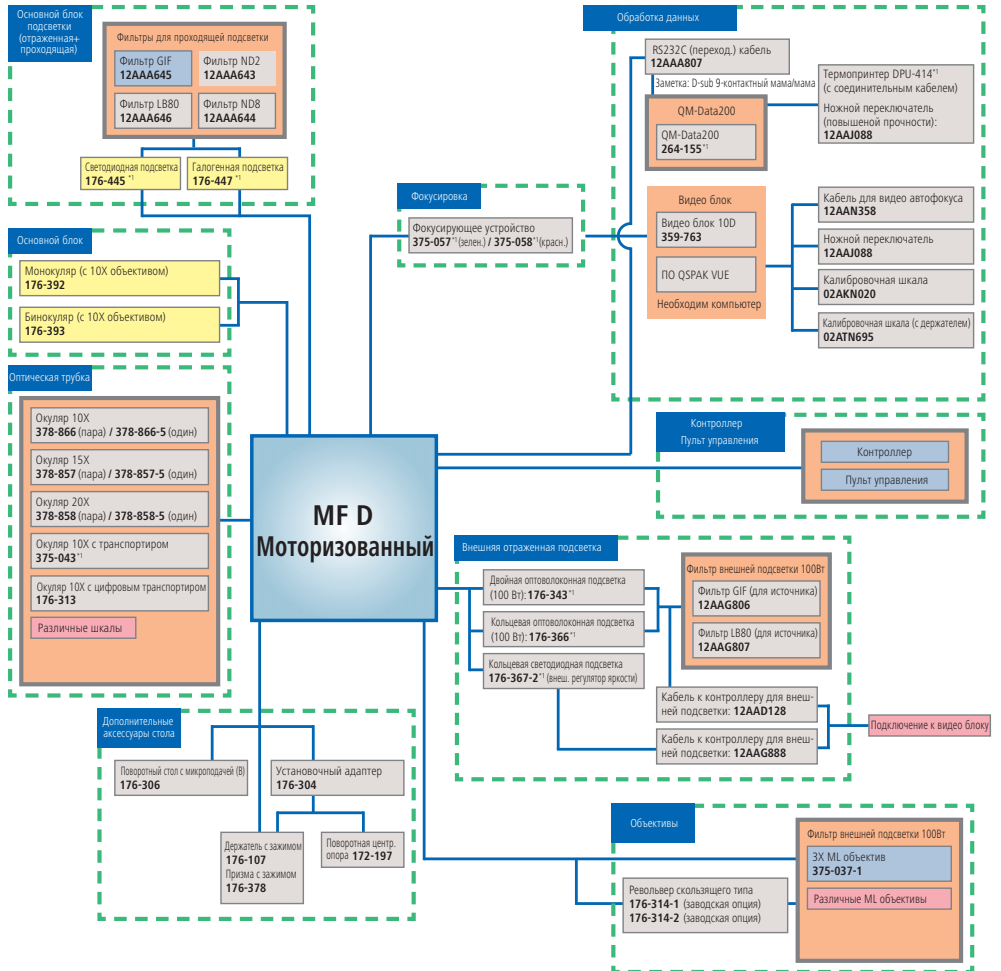 Основной блок
подсветки
(отраженная+
проходящая)
Фильтры для проходящей подсветки
Фильтр GIF
12AAA645
Фильтр ND2
12AAA643
Фильтр LB80
12AAA646
Фильтр ND8
12AAA644
Светодиодная подсветка
176-445 *1
Галогенная подсветка
176-447 *1
Основной блок
Монокуляр (с 10X объективом)
176-392
Бинокуляр (с 10X объективом)
176-393
Оптическая трубка
Окуляр 10X
378-866 (пара) / 378-866-5 (один)
Окуляр 15X
378-857 (пара) / 378-857-5 (один)
Окуляр 20X
378-858 (пара) / 378-858-5 (один)
Окуляр 10X с транспортиром
375-043*1
Окуляр 10X с цифровым транспортиром
176-313
Различные шкалы
Фокусировка
Фокусирующее устройство
375-057*1 (зелен.) / 375-058*1 (красн.)
Обработка данных
RS232C (переход.) кабель
12AAA807
Заметка: D-sub 9-контактный мама/мама
QM-Data200
QM-Data200
264-155*1
Термопринтер DPU-414*1
(с соединительным кабелем)
Ножной переключатель
(повышеной прочности):
12AAJ088
Видео блок
Видео блок 10D
359-763
ПО QSPAK VUE
Необходим компьютер
Кабель для видео автофокуса
12AAN358
Ножной переключатель
12AAJ088
Калибровочная шкала
02AKN020
Калибровочная шкала (с держателем)
02ATN695
Контроллер
Пульт управления
Контроллер
Пульт управления
MF D
Моторизованный
Внешняя отраженная подсветка
Двойная оптоволоконная подсветка
(100 Вт): 176-343*1
Кольцевая оптоволоконная подсветка
(100 Вт): 176-366*1
Кольцевая светодиодная подсветка
176-367-2*1 (внеш. регулятор яркости)
Фильтр внешней подсветки 100Вт
Фильтр GIF (для источника)
12AAG806
Фильтр LB80 (для источника)
12AAG807
Кабель к контроллеру для внеш-
ней подсветки: 12AAD128
Кабель к контроллеру для внеш-
ней подсветки: 12AAG888
Подключение к видео блоку
Дополнительные
аксессуары стола
Поворотный стол с микроподачей (B)
176-306
Установочный адаптер
176-304
Держатель с зажимом
176-107
Призма с зажимом
176-378
Поворотная центр.
опора 172-197
Объективы
Револьвер скользящего типа
176-314-1 (заводская опция)
176-314-2 (заводская опция)
Фильтр внешней подсветки 100Вт
3X ML объектив
375-037-1
Различные ML объективы